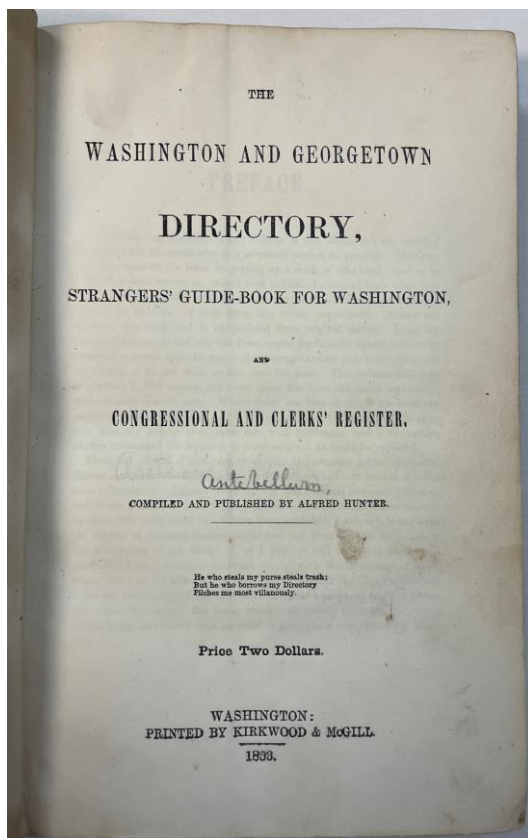 THE
WASHINGTON AND GEORGETOWN
DIRECTORY,
STRANGERS' GUIDE-BOOK FOR WASHINGTON,
AND
CONGRESSIONAL AND CLERKS' REGISTER.
Antebellum,
COMPILED AND PUBLISHED BY ALFRED HUNTER.
He who steals my purse steals trash;
But he who borrows my Directory
Filches me most villanously.
Price Two Dollars.
WASHINGTON:
PRINTED BY KIRKWOOD & McGILL.
1853.